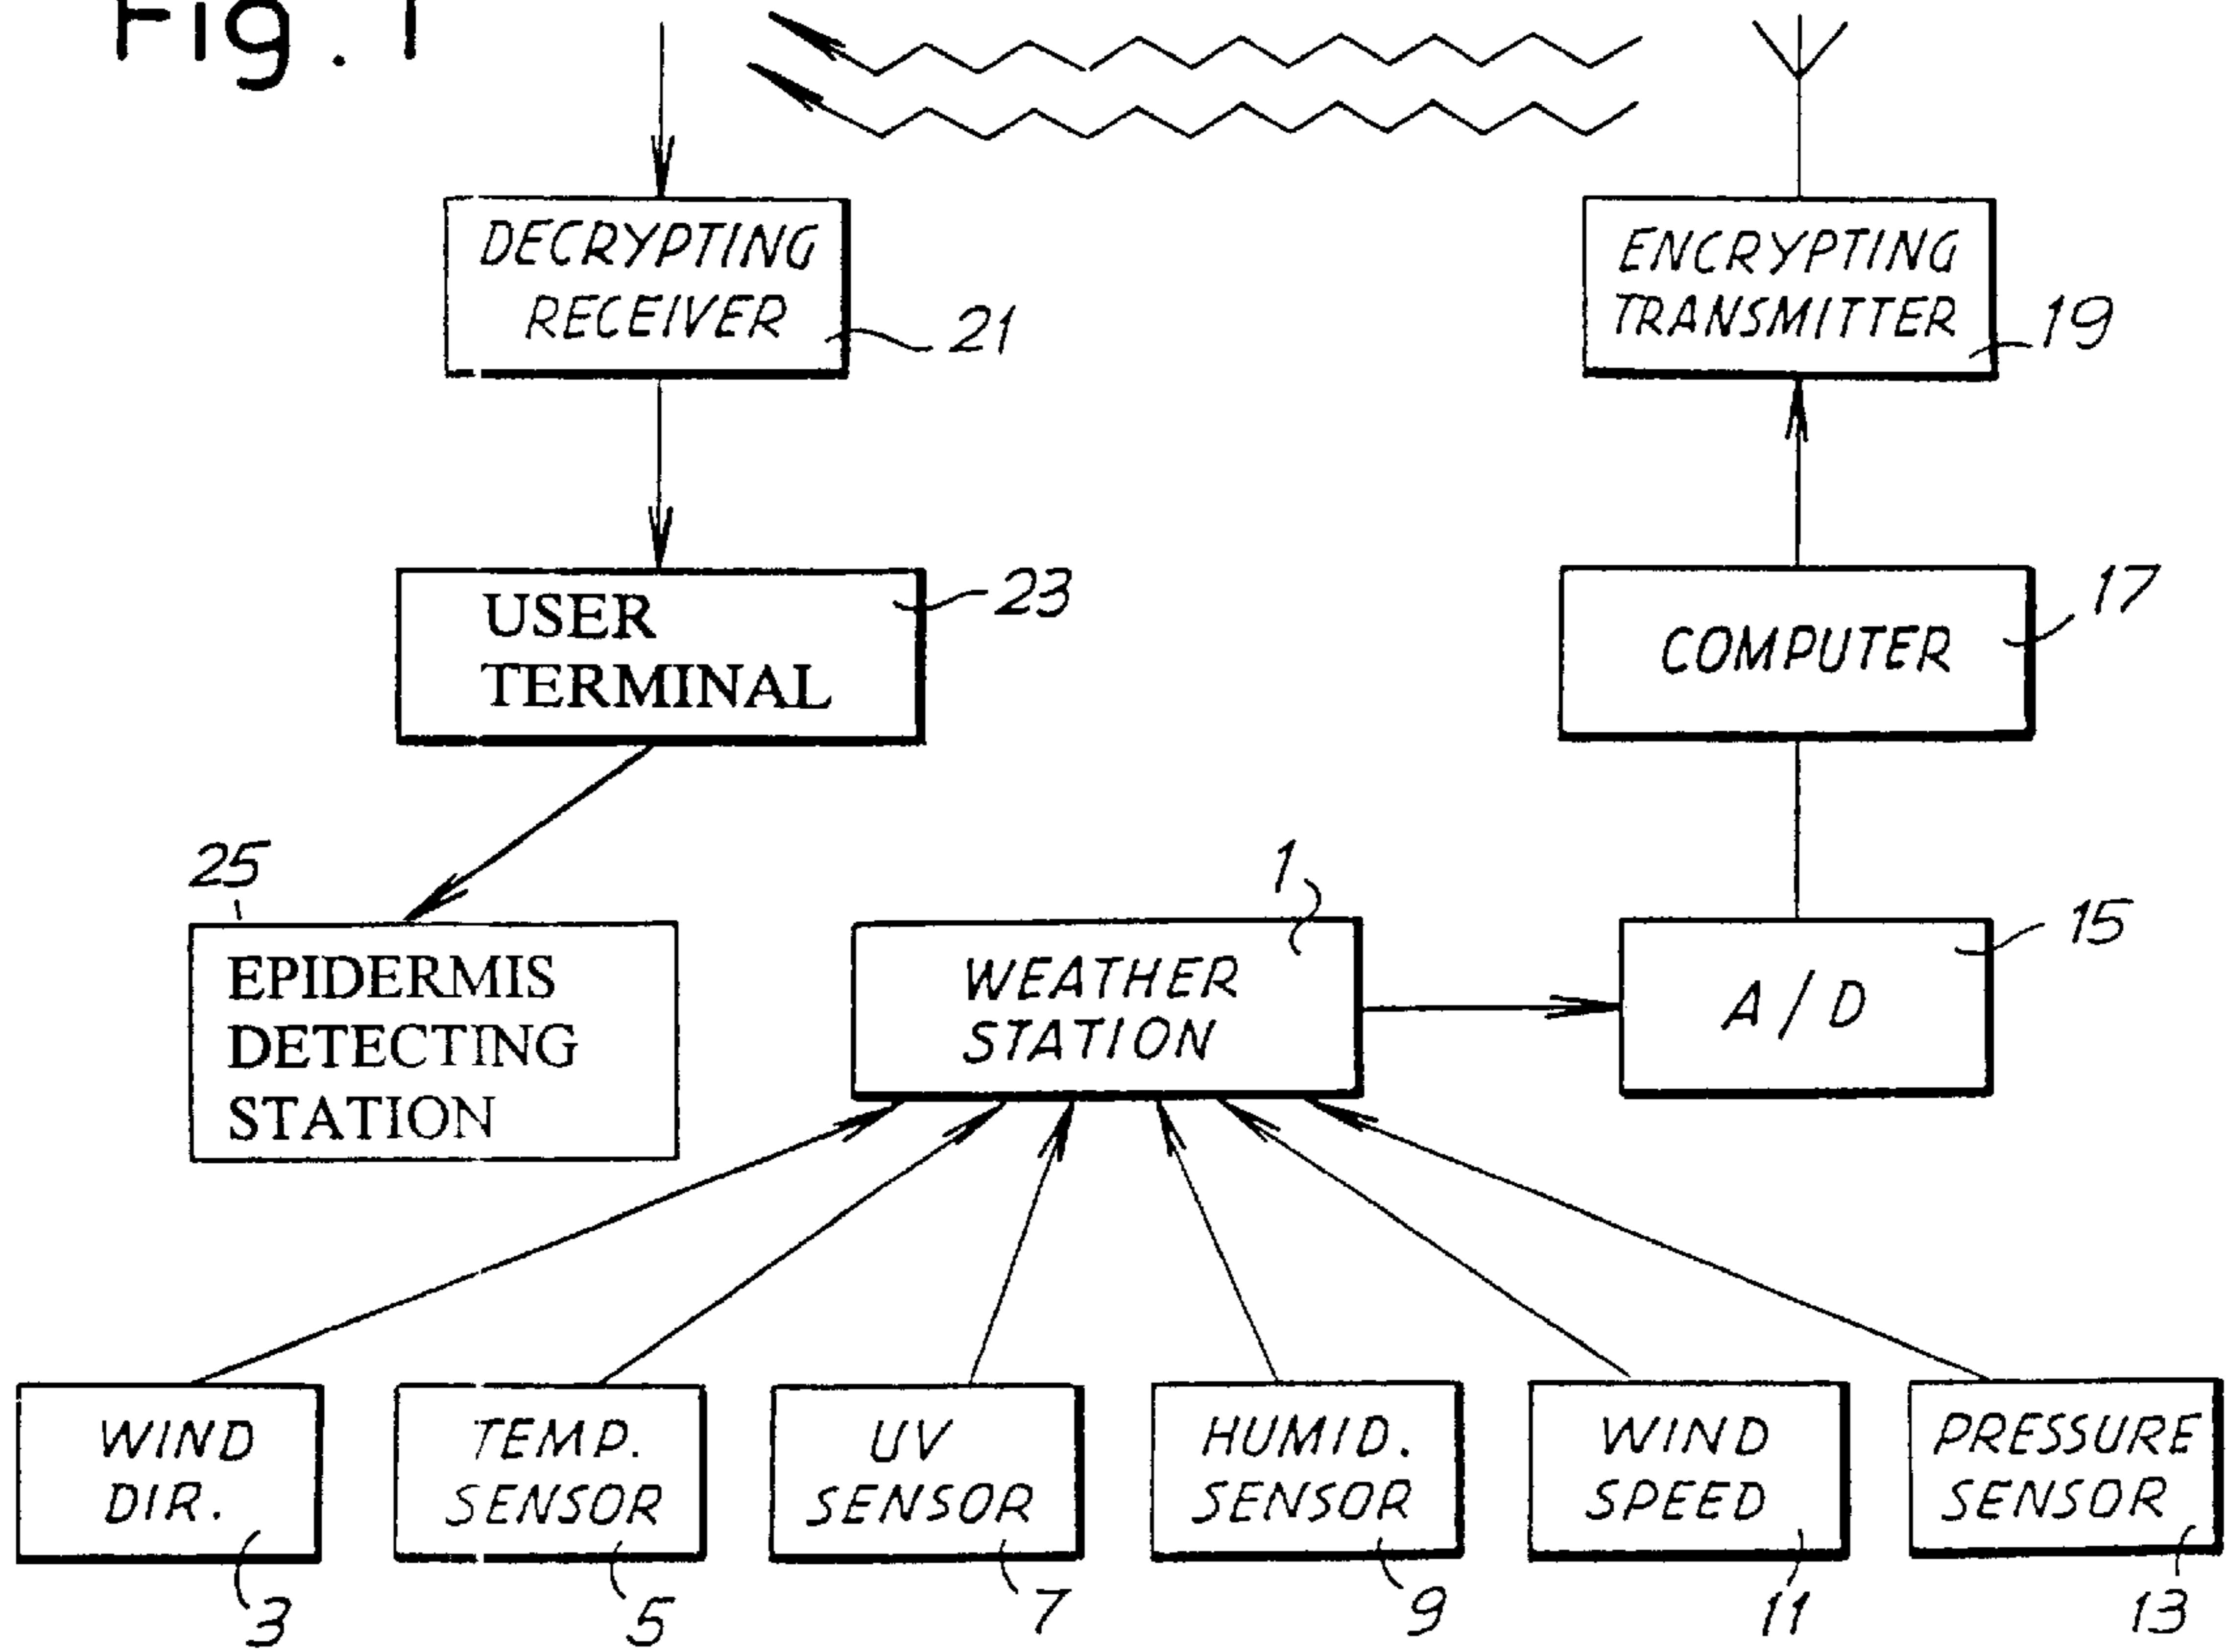 Fig. 1
DECRYPTING
RECEIVER
21
ENCRYPTING
TRANSMITTER
19
USER
TERMINAL
23
COMPUTER
17
25
EPIDERMIS
DETECTING
STATION
1
WEATHER
STATION
15
A/D
WIND
DIR.
3
TEMP.
SENSOR
5
UV
SENSOR
7
HUMID.
SENSOR
9
WIND
SPEED
11
PRESSURE
SENSOR
13